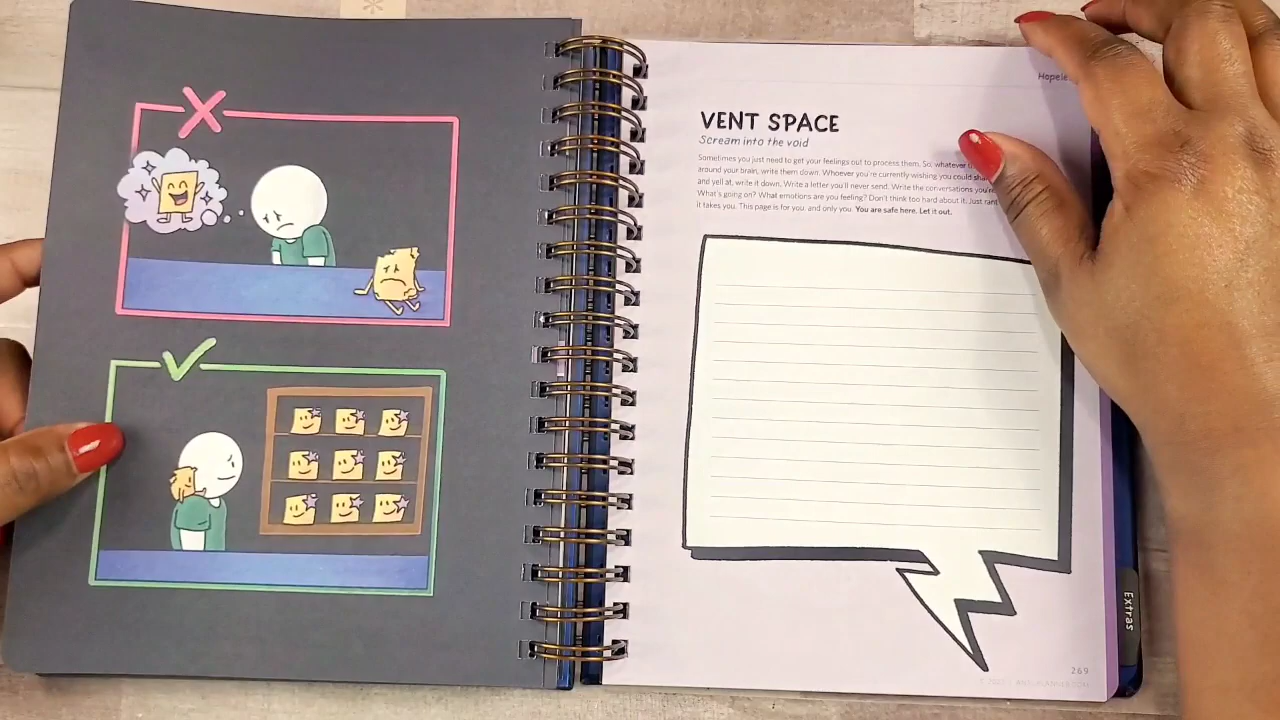 Hopele
VENT SPACE
Scream into the void
Sometimes you just need to get your feelings out to process them. So, whatever
around your brain, write them down. Whoever you're currently wishing you could
and yell at, write it down. Write a letter you'll never send. Write the conversations you're
What's going on? What emotions are you feeling? Don't think too hard about it. Just rant
it takes you. This page is for you, and only you. You are safe here. Let it out.
Extras
269